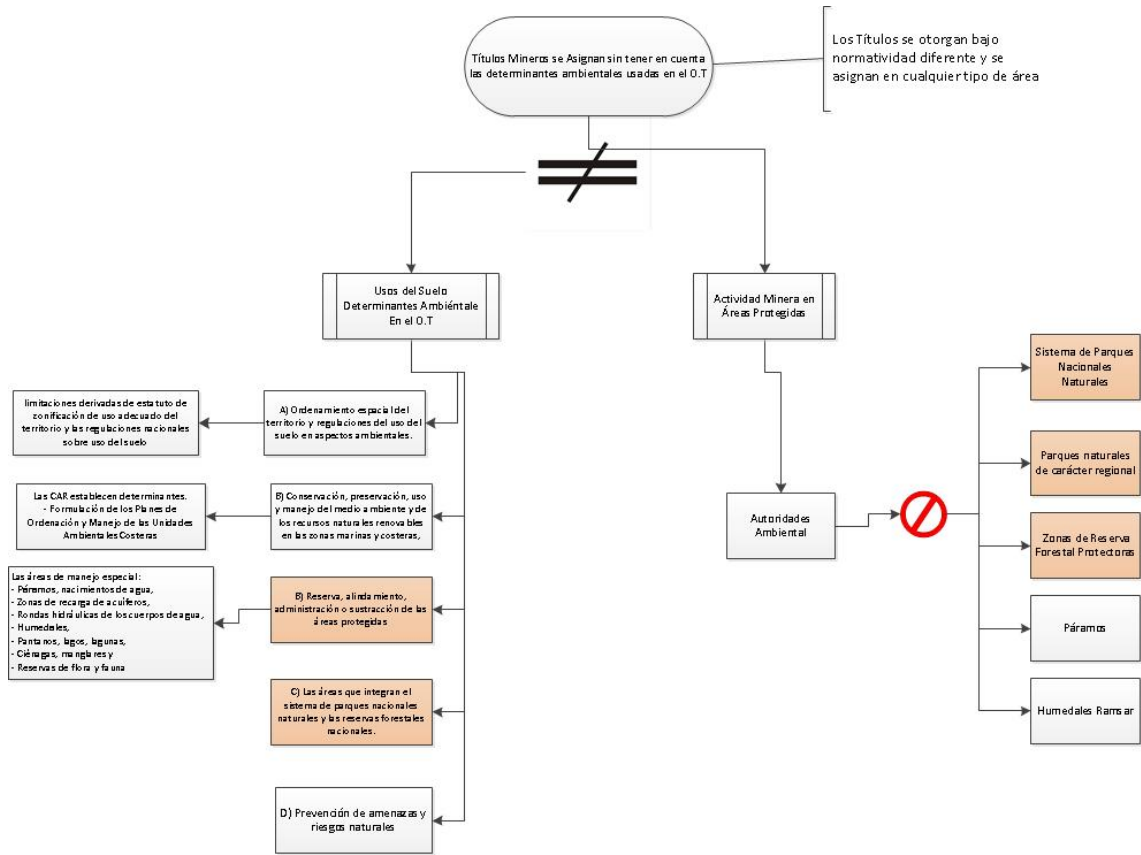 Títulos Mineros se Asignan sin tener en cuenta
las determinantes ambientales usadas en el O.T
Los Títulos se otorgan bajo
normatividad diferente y se
asignan en cualquier tipo de área
Usos del Suelo
Determinantes Ambiéntale
En el O.T
Actividad Minera en
Áreas Protegidas
limitaciones derivadas de estatuto de
zonificación de uso adecuado del
territorio y las regulaciones nacionales
sobre uso del suelo
A) Ordenamiento espacial del
territorio y regulaciones del uso del
suelo en aspectos ambientales.
Las CAR establecen determinantes.
- Formulación de los Planes de
Ordenación y Manejo de las Unidades
Ambientales Costeras
B) Conservación, preservación, uso
y manejo del medio ambiente y de
los recursos naturales renovables
en las zonas marinas y costeras,
Las áreas de manejo especial:
- Páramos, nacimientos de agua,
- Zonas de recarga de acuíferos,
- Rondas hidráulicas de los cuerpos de agua,
- Humedales,
- Pantanos, lagos, lagunas,
- Ciénagas, manglares y
- Reservas de flora y fauna
B) Reserva, alindamiento,
administración o sustracción de las
áreas protegidas
C) Las áreas que integran el
sistema de parques nacionales
naturales y las reservas forestales
nacionales.
D) Prevención de amenazas y
riesgos naturales
Autoridades
Ambiental
Sistema de Parques
Nacionales
Naturales
Parques naturales
de carácter regional
Zonas de Reserva
Forestal Protectoras
Páramos
Humedales Ramsar